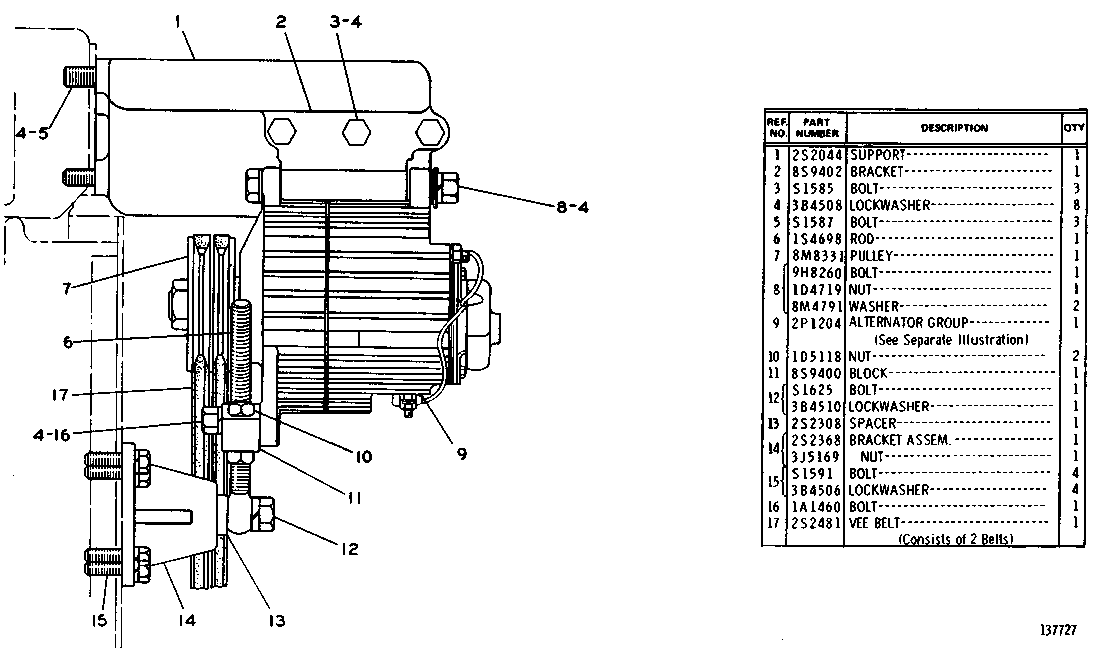 1
2
3-4
4-5
8-4
7
6
17
4-16
10
9
11
12
15
14
13
REF. NO. PART NUMBER DESCRIPTION QTY
1 2S2044 SUPPORT 1
2 8S9402 BRACKET 1
3 S1585 BOLT 3
4 3B4508 LOCKWASHER 8
5 S1587 BOLT 3
6 1S4698 ROD 1
7 8M8331 PULLEY 1
9H8260 BOLT 1
8 1D4719 NUT 1
8M4791 WASHER 2
9 2P1204 ALTERNATOR GROUP 1
(See Separate Illustration)
10 1D5118 NUT 2
11 8S9400 BLOCK 1
12 S1625 BOLT 1
3B4510 LOCKWASHER 1
13 2S2308 SPACER 1
14 2S2368 BRACKET ASSEM. 1
3J5169 NUT 1
15 S1591 BOLT 4
3B4506 LOCKWASHER 4
16 1A1460 BOLT 1
17 2S2481 VEE BELT 1
(Consists of 2 Belts)
137727